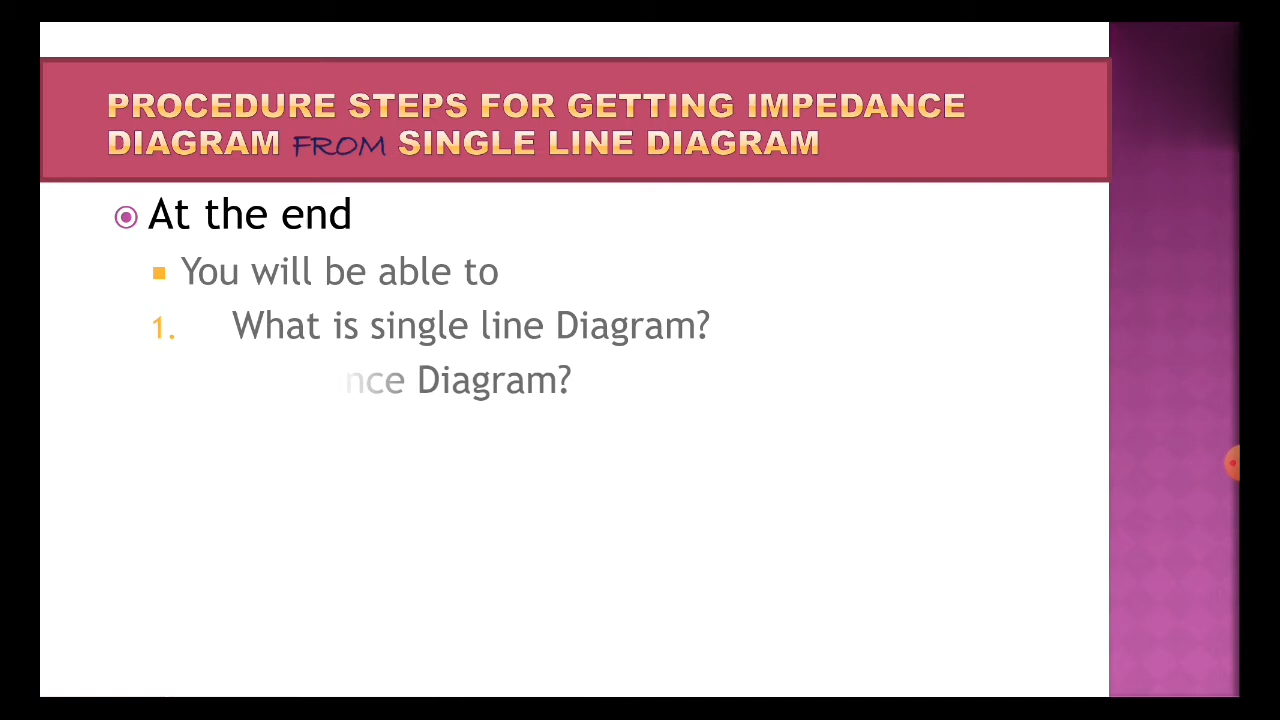 PROCEDURE STEPS FOR GETTING IMPEDANCE
DIAGRAM FROM SINGLE LINE DIAGRAM
At the end
You will be able to
1. What is single line Diagram?
Diagram?